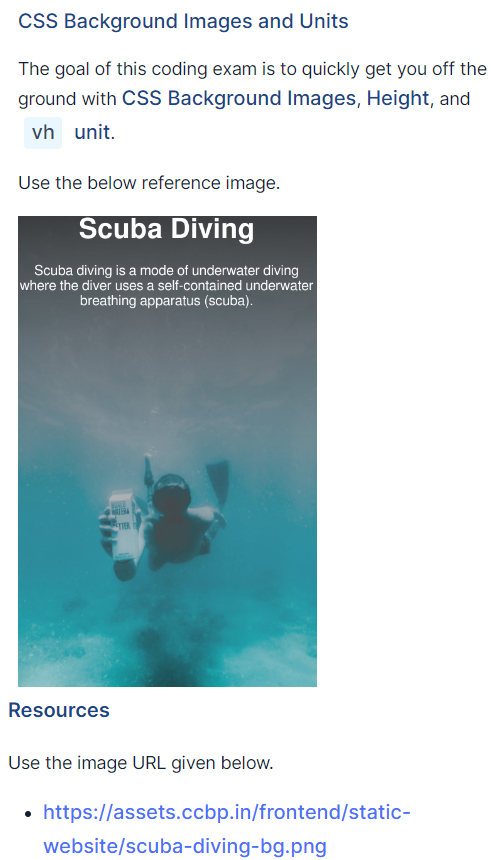 CSS Background Images and Units
The goal of this coding exam is to quickly get you off the
ground with CSS Background Images, Height, and
vh unit.
Use the below reference image.
Scuba Diving
Scuba diving is a mode of underwater diving
where the diver uses a self-contained underwater
breathing apparatus (scuba).
Resources
Use the image URL given below.
• https://assets.ccbp.in/frontend/static-
website/scuba-diving-bg.png